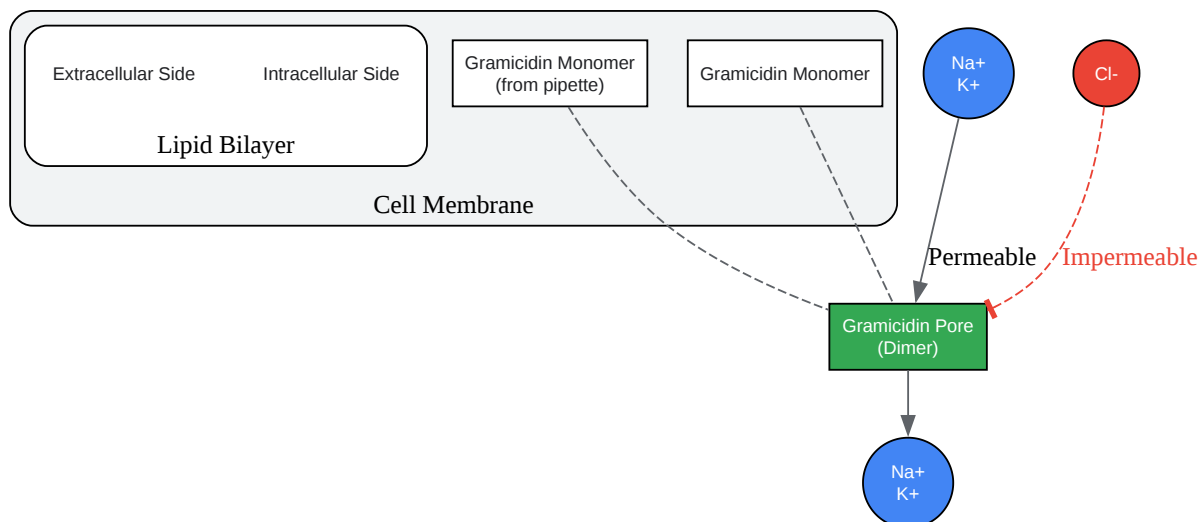 Extracellular Side
Intracellular Side
Lipid Bilayer
Gramicidin Monomer
(from pipette)
Gramicidin Monomer
Cell Membrane
Na+
K+
Cl-
Permeable
Impermeable
Gramicidin Pore
(Dimer)
Na+
K+